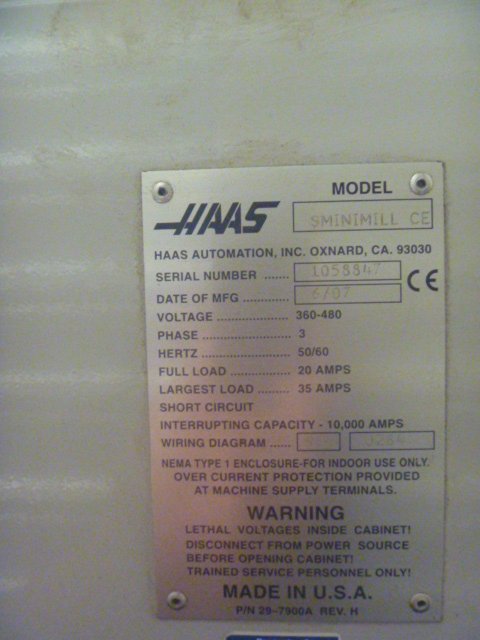 MODEL
HAAS SMINIMILL CE
HAAS AUTOMATION, INC. OXNARD, CA. 93030
SERIAL NUMBER ....... 1058847
DATE OF MFG ............. 6/07
CE
VOLTAGE .................... 360-480
PHASE ......................... 3
HERTZ ......................... 50/60
FULL LOAD ................. 20 AMPS
LARGEST LOAD ......... 35 AMPS
SHORT CIRCUIT
INTERRUPTING CAPACITY - 10,000 AMPS
WIRING DIAGRAM ......
NEMA TYPE 1 ENCLOSURE-FOR INDOOR USE ONLY.
OVER CURRENT PROTECTION PROVIDED
AT MACHINE SUPPLY TERMINALS.
WARNING
LETHAL VOLTAGES INSIDE CABINET!
DISCONNECT FROM POWER SOURCE
BEFORE OPENING CABINET!
TRAINED SERVICE PERSONNEL ONLY!
MADE IN U.S.A.
P/N 29-7900A REV. H